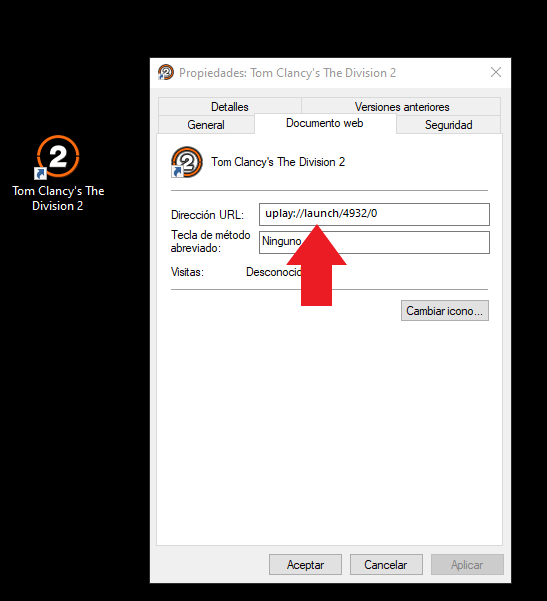 Propiedades: Tom Clancy's The Division 2
Detalles
Versiones anteriores
General
Documento web
Seguridad
2
Tom Clancy's The
Division 2
2
Tom Clancy's The Division 2
Dirección URL:
uplay://launch/4932/0
Tecla de método
abreviado:
Ninguno
Visitas:
Cambiar icono...
Aceptar
Cancelar
Aplicar